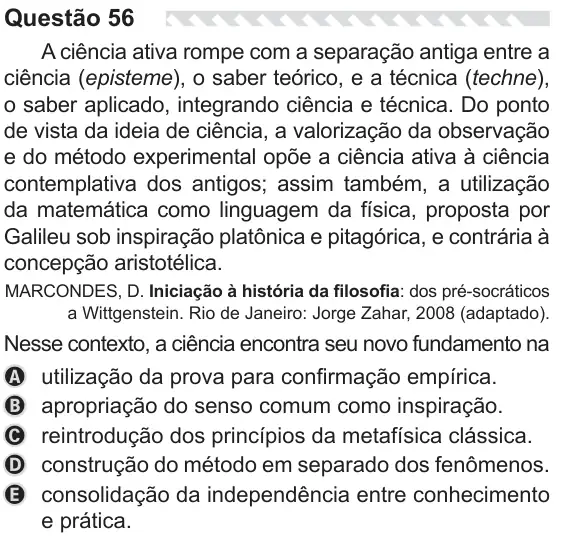 Questão 56
A ciência ativa rompe com a separação antiga entre a
ciência (episteme), o saber teórico, e a técnica (techne),
o saber aplicado, integrando ciência e técnica. Do ponto
de vista da ideia de ciência, a valorização da observação
e do método experimental opõe a ciência ativa à ciência
contemplativa dos antigos; assim também, a utilização
da matemática como linguagem da física, proposta por
Galileu sob inspiração platônica e pitagórica, e contrária à
concepção aristotélica.
MARCONDES, D. Iniciação à história da filosofia: dos pré-socráticos
a Wittgenstein. Rio de Janeiro: Jorge Zahar, 2008 (adaptado).
Nesse contexto, a ciência encontra seu novo fundamento na
A utilização da prova para confirmação empírica.
B apropriação do senso comum como inspiração.
C reintrodução dos princípios da metafísica clássica.
D construção do método em separado dos fenômenos.
E consolidação da independência entre conhecimento
e prática.